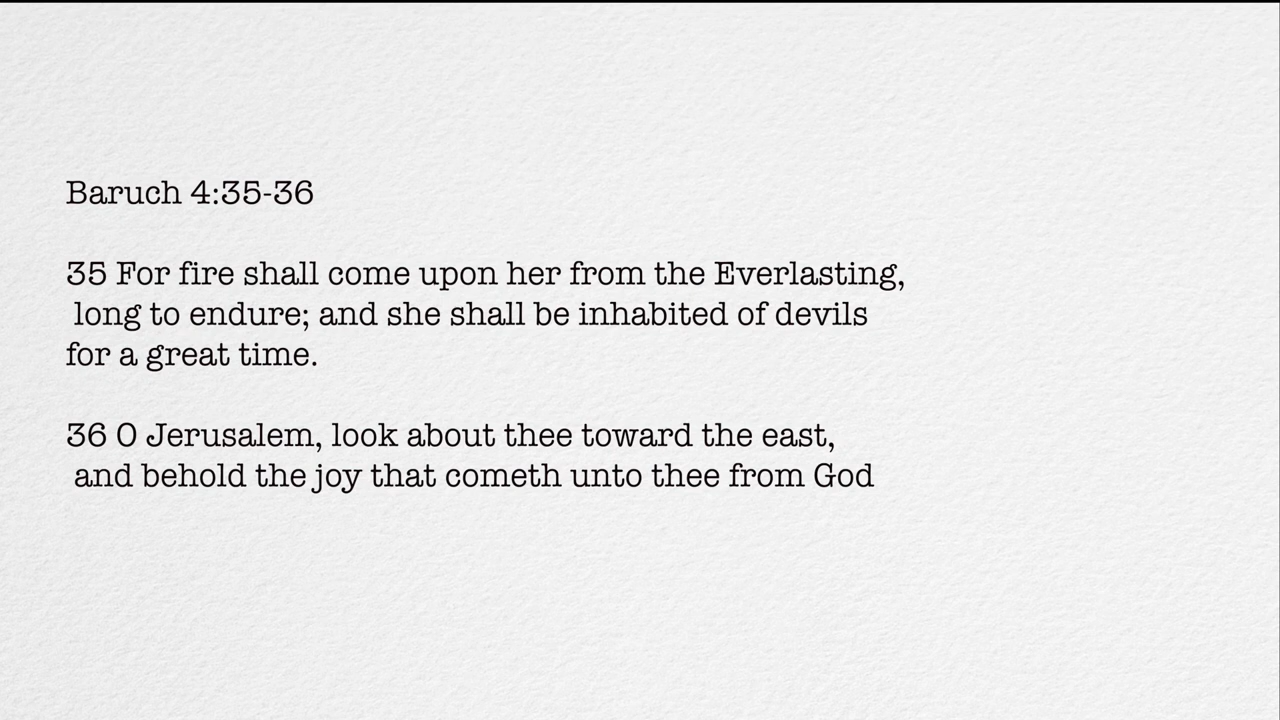 Baruch 4:35-36
35 For fire shall come upon her from the Everlasting,
long to endure; and she shall be inhabited of devils
for a great time.
36 O Jerusalem, look about thee toward the east,
and behold the joy that cometh unto thee from God